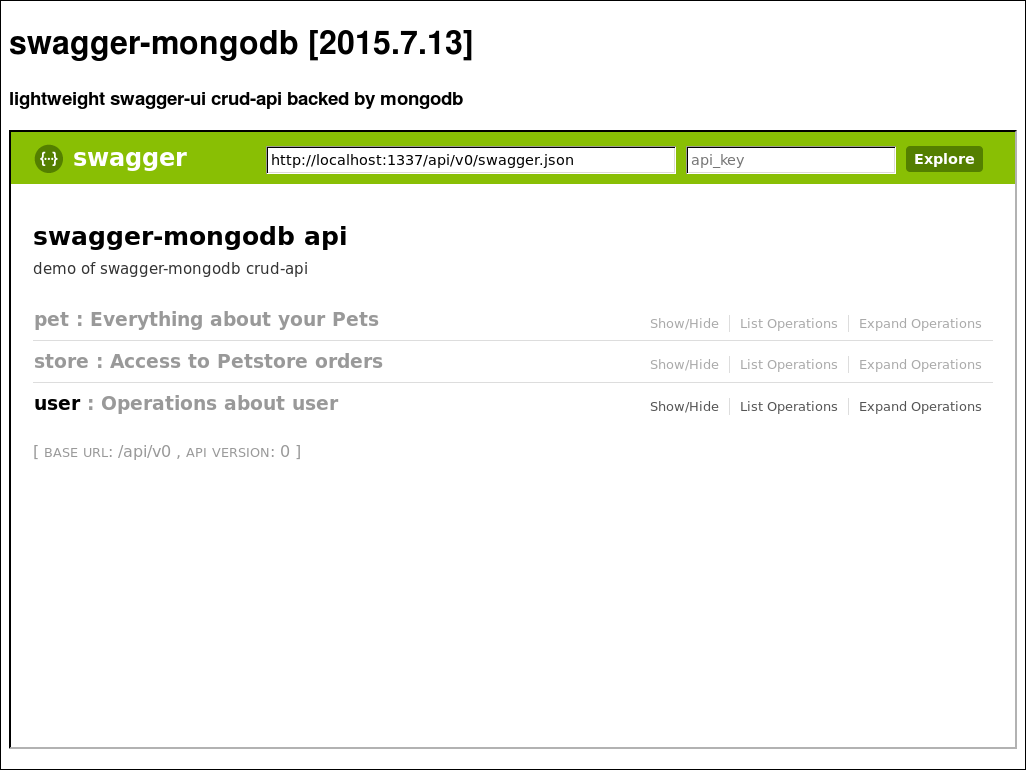 swagger-mongodb [2015.7.13]
lightweight swagger-ui crud-api backed by mongodb
{···} swagger http://localhost:1337/api/v0/swagger.json api_key Explore
swagger-mongodb api
demo of swagger-mongodb crud-api
pet : Everything about your Pets Show/Hide List Operations Expand Operations
store : Access to Petstore orders Show/Hide List Operations Expand Operations
user : Operations about user Show/Hide List Operations Expand Operations
[ BASE URL: /api/v0 , API VERSION: 0 ]